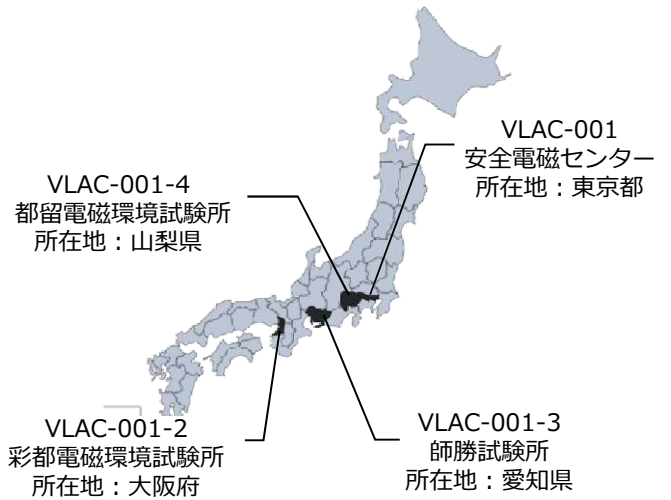 VLAC-001
安全電磁センター
所在地：東京都
VLAC-001-4
都留電磁環境試験所
所在地：山梨県
VLAC-001-2
彩都電磁環境試験所
所在地：大阪府
VLAC-001-3
師勝試験所
所在地：愛知県